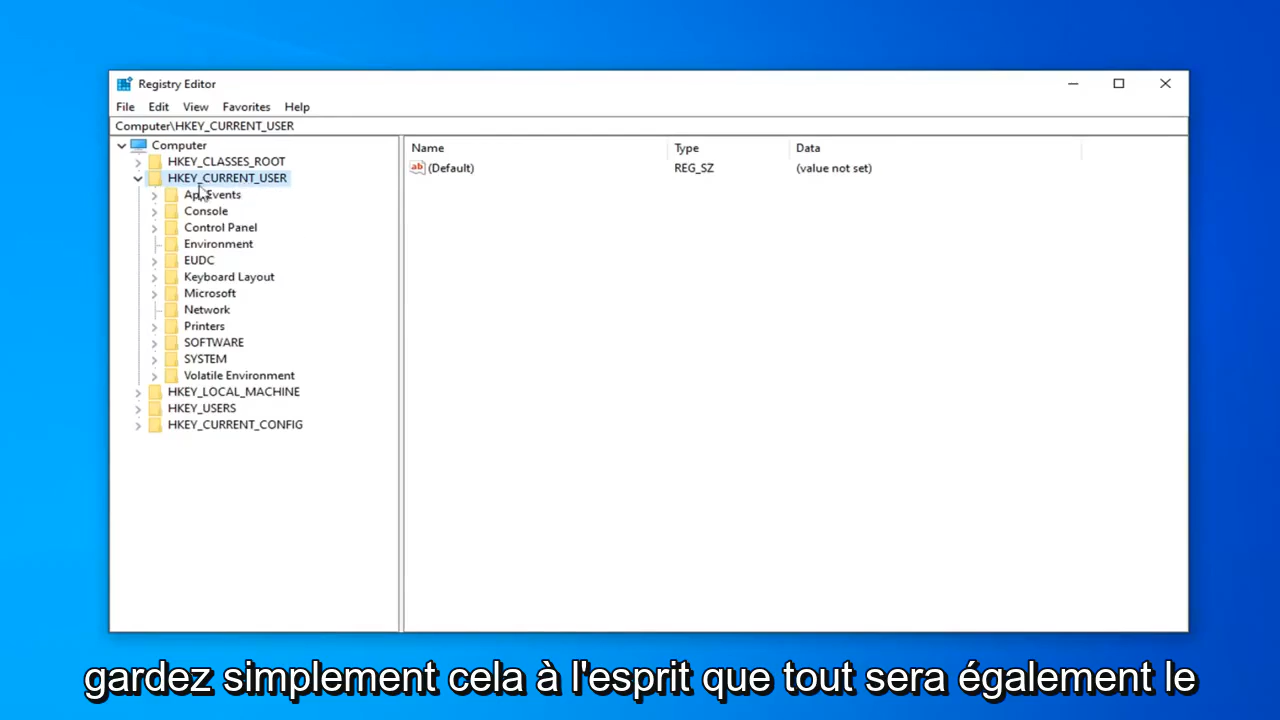 Registry Editor
File Edit View Favorites Help
Computer\HKEY_CURRENT_USER
Computer
HKEY_CLASSES_ROOT
HKEY_CURRENT_USER
Events
Console
Control Panel
Environment
EUDC
Keyboard Layout
Microsoft
Network
Printers
SOFTWARE
SYSTEM
Volatile Environment
HKEY_LOCAL_MACHINE
HKEY_USERS
HKEY_CURRENT_CONFIG
Name Type Data
ab (Default) REG_SZ (value not set)
gardez simplement cela à l'esprit que tout sera également le